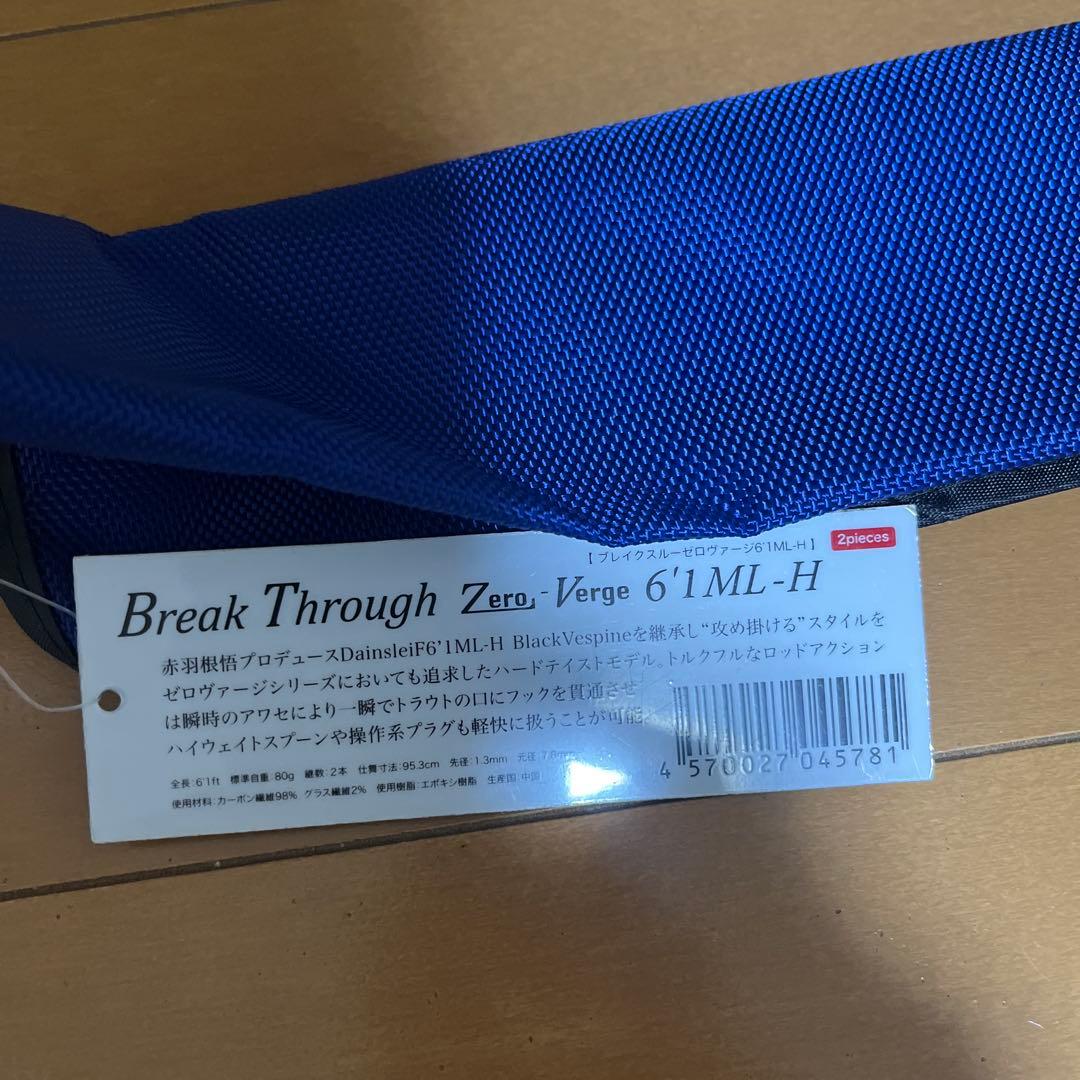 【 ブレイクスルーゼロヴァージ6'1ML-H 】 2pieces
Break Through Zero-Verge 6'1ML-H
赤羽根悟プロデュースDainsleiF6'1ML-H BlackVespineを継承し“攻め掛ける”スタイルを
ゼロヴァージシリーズにおいても追求したハードテイストモデル。トルクフルなロッドアクション
は瞬時のアワセにより一瞬でトラウトの口にフックを貫通させ
ハイウェイトスプーンや操作系プラグも軽快に扱うことが可能。
全長:6'1ft 標準自重:80g 継数:2本 仕舞寸法:95.3cm 先径:1.3mm 元径:7.8mm
使用材料:カーボン繊維98% グラス繊維2% 使用樹脂:エポキシ樹脂 生産国:中国
4 570027 045781